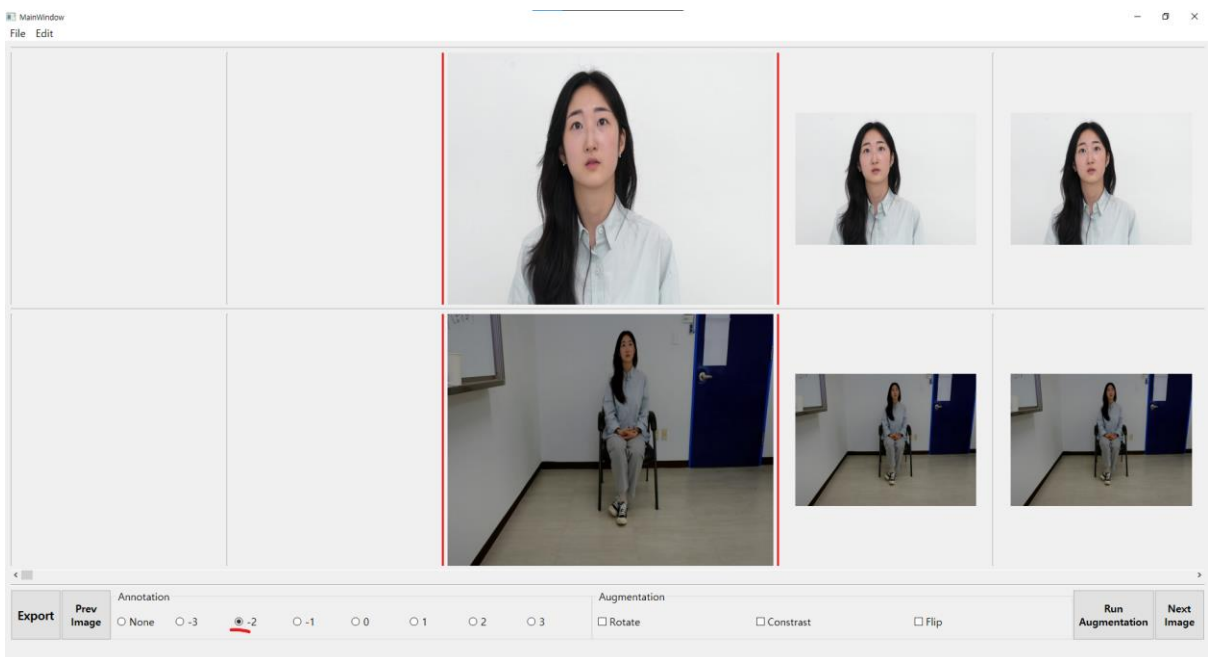 MainWindow
File Edit
Export
Prev
Image
Annotation
None -3 -2 -1 0 1 2 3
Augmentation
Rotate Constrast Flip
Run
Augmentation
Next
Image